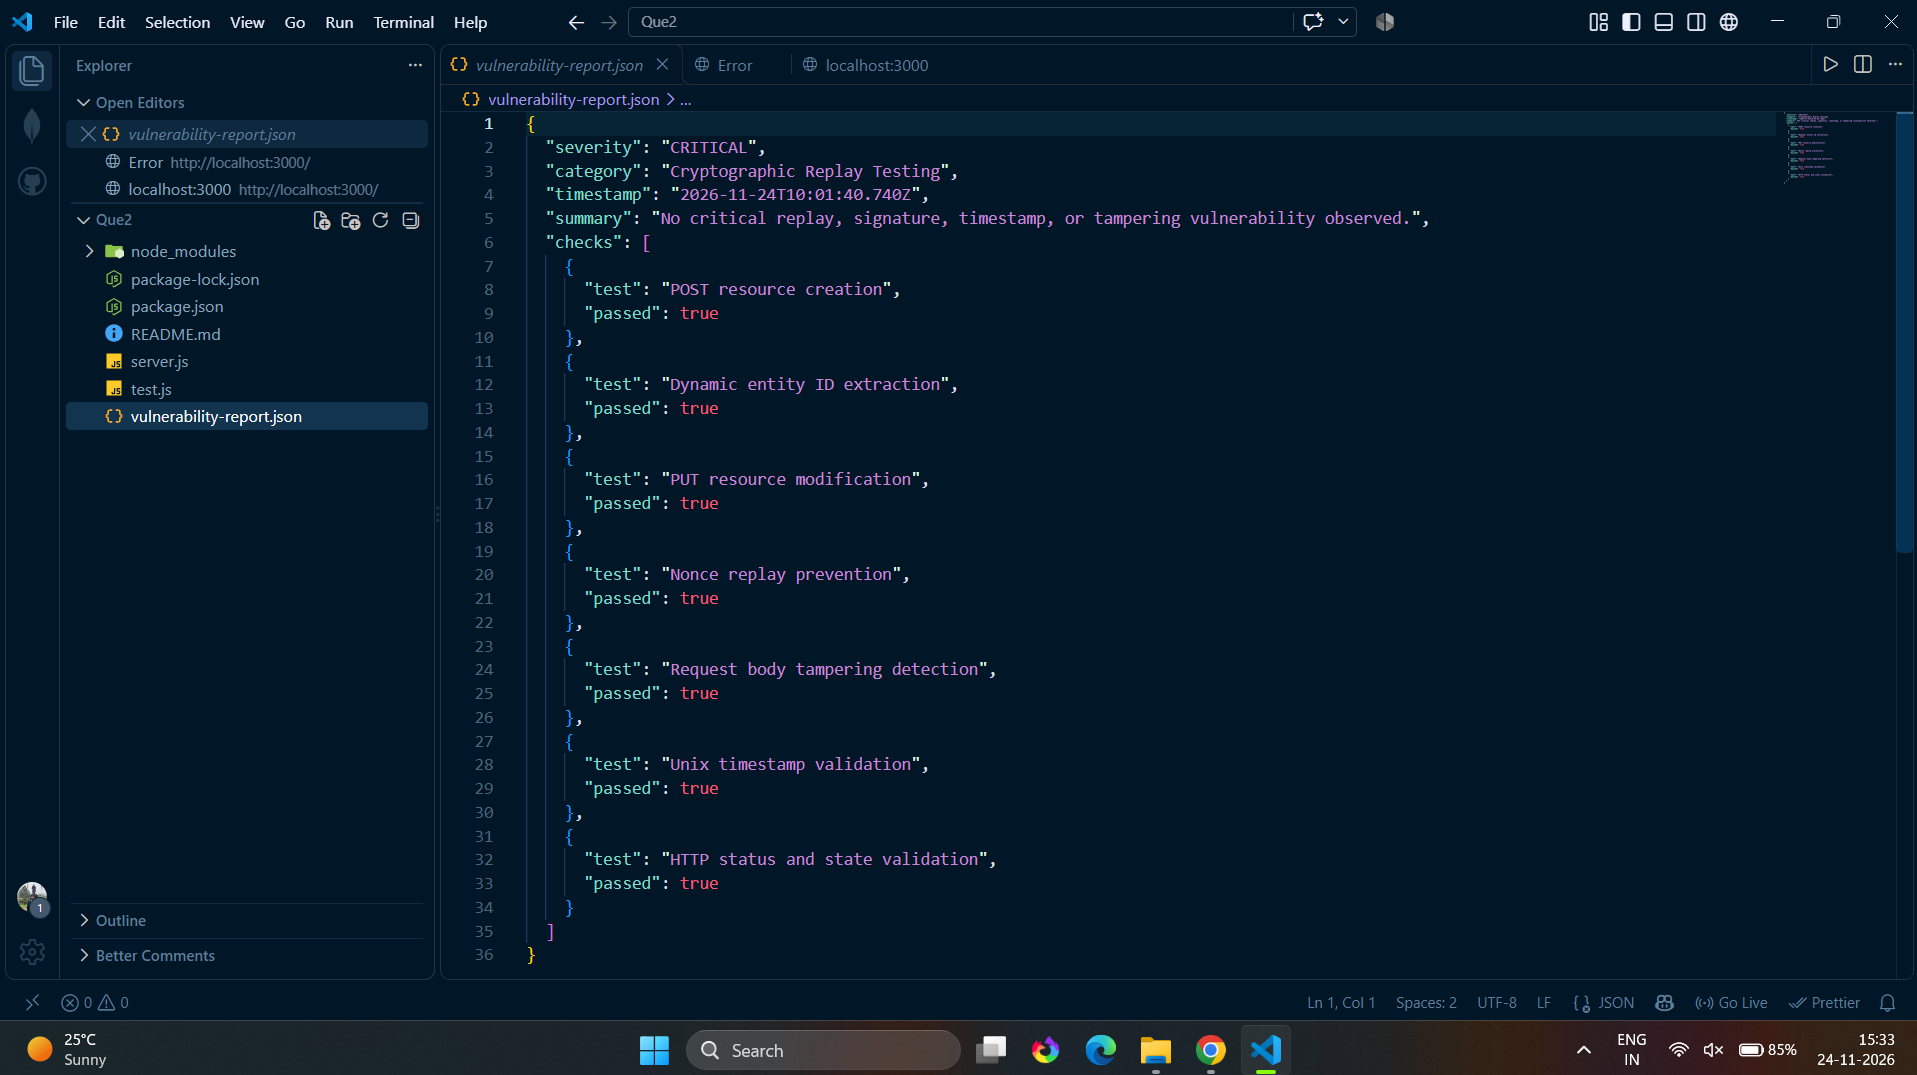 File Edit Selection View Go Run Terminal Help
Que2
Explorer
Open Editors
vulnerability-report.json
Error http://localhost:3000/
localhost:3000 http://localhost:3000/
Que2
node_modules
package-lock.json
package.json
README.md
server.js
test.js
vulnerability-report.json
Outline
Better Comments
1
vulnerability-report.json
Error
localhost:3000
vulnerability-report.json > ...
1 {
2 "severity": "CRITICAL",
3 "category": "Cryptographic Replay Testing",
4 "timestamp": "2026-11-24T10:01:40.740Z",
5 "summary": "No critical replay, signature, timestamp, or tampering vulnerability observed.",
6 "checks": [
7 {
8 "test": "POST resource creation",
9 "passed": true
10 },
11 {
12 "test": "Dynamic entity ID extraction",
13 "passed": true
14 },
15 {
16 "test": "PUT resource modification",
17 "passed": true
18 },
19 {
20 "test": "Nonce replay prevention",
21 "passed": true
22 },
23 {
24 "test": "Request body tampering detection",
25 "passed": true
26 },
27 {
28 "test": "Unix timestamp validation",
29 "passed": true
30 },
31 {
32 "test": "HTTP status and state validation",
33 "passed": true
34 }
35 ]
36 }
0 0
Ln 1, Col 1 Spaces: 2 UTF-8 LF {} JSON Go Live Prettier
25°C
Sunny
Search
ENG
IN
85%
15:33
24-11-2026